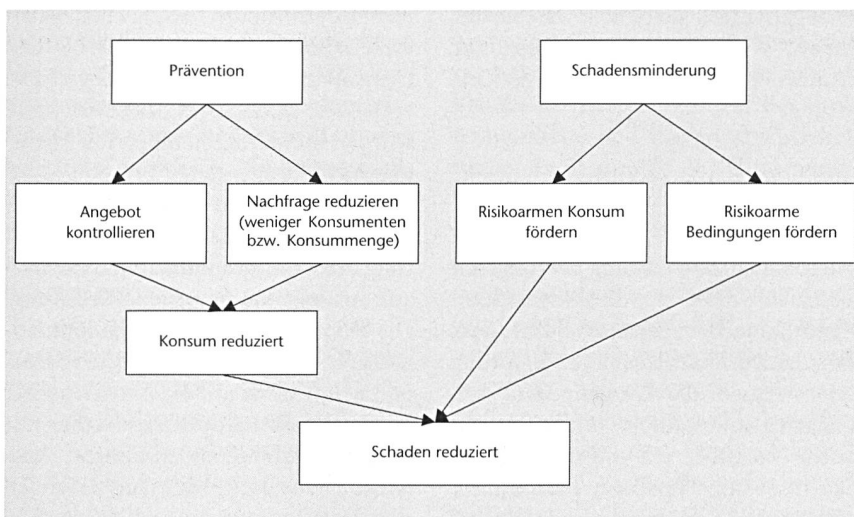 Prävention
Schadensminderung
Angebot
kontrollieren
Nachfrage reduzieren
(weniger Konsumenten
bzw. Konsummenge)
Risikoarmen Konsum
fördern
Risikoarme
Bedingungen fördern
Konsum reduziert
Schaden reduziert